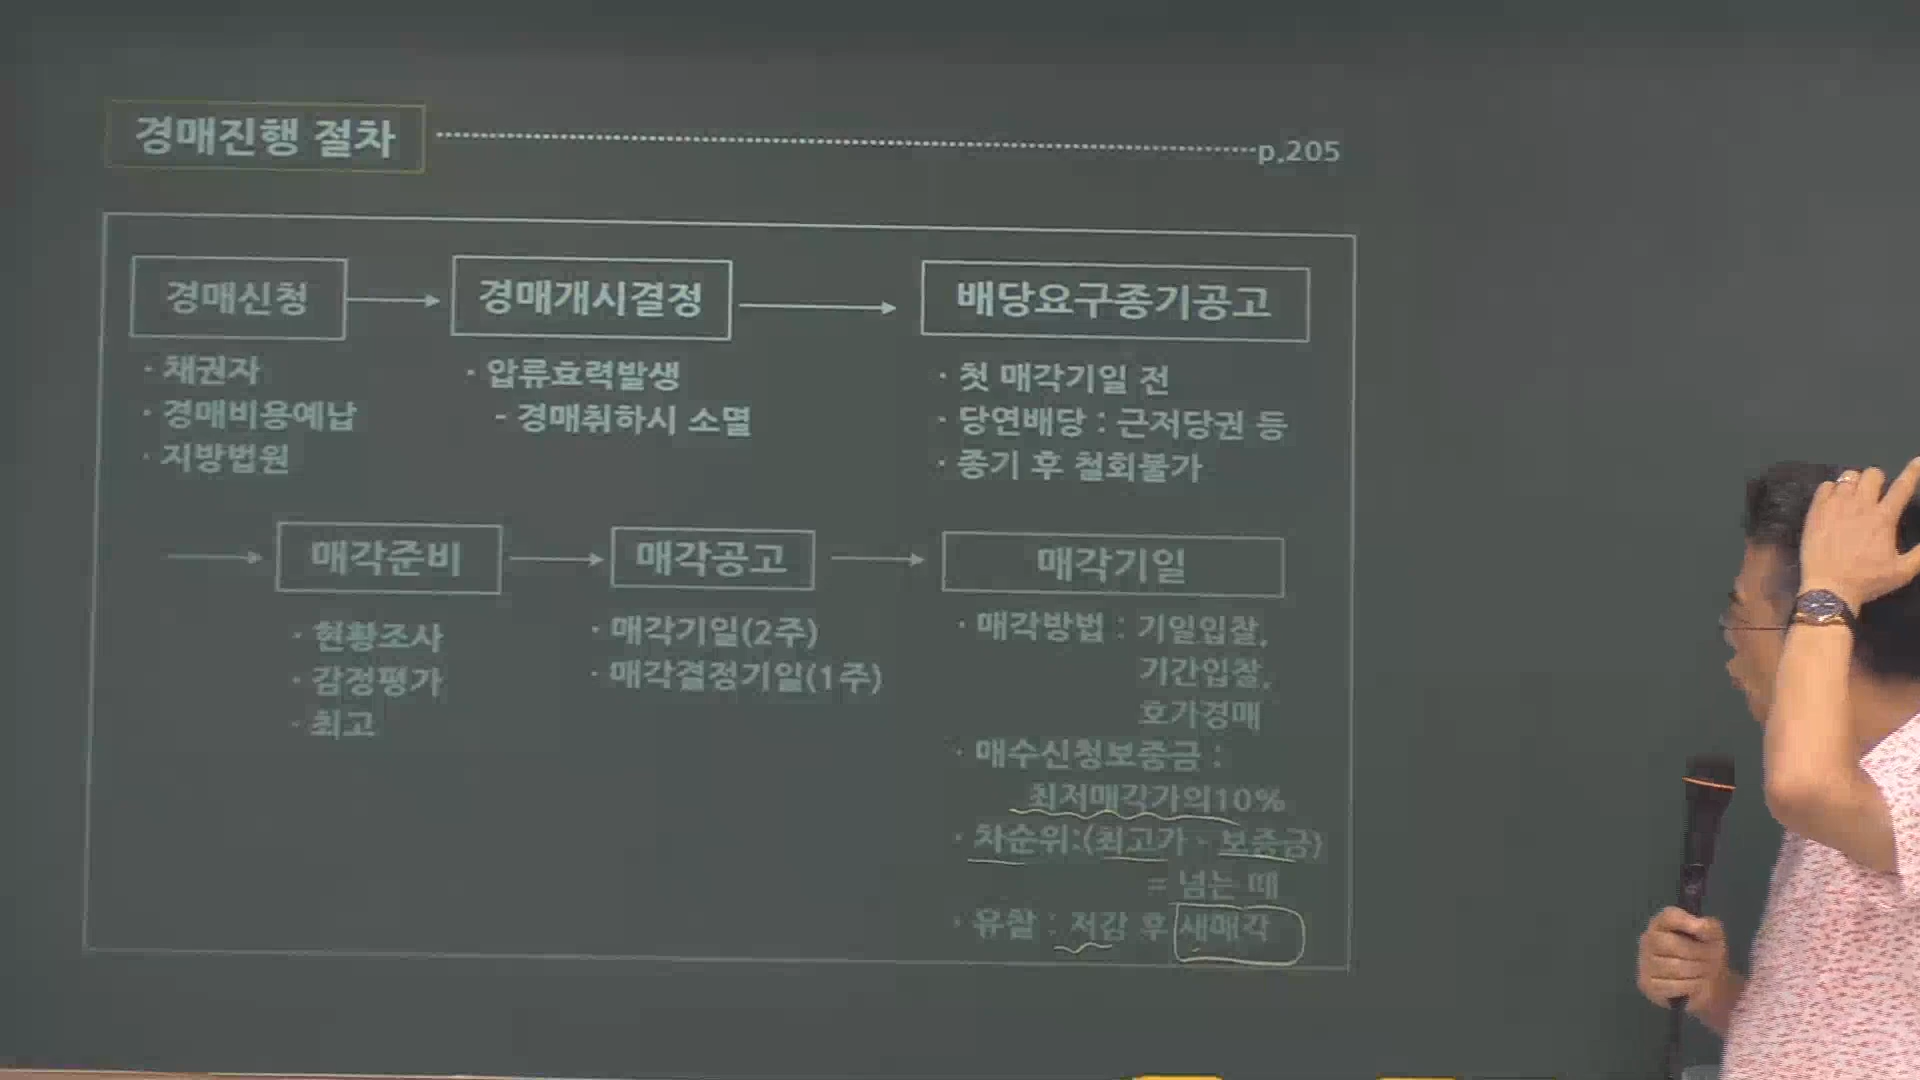 경매진행 절차
p.205
경매신청
경매개시결정
배당요구종기공고
· 채권자
· 경매비용예납
· 지방법원
· 압류효력발생
- 경매취하시 소멸
· 첫 매각기일 전
· 당연배당 : 근저당권 등
· 종기 후 철회불가
매각준비
매각공고
매각기일
· 현황조사
· 감정평가
· 최고
· 매각기일(2주)
· 매각결정기일(1주)
· 매각방법 : 기일입찰,
기간입찰,
호가경매
· 매수신청보증금 :
최저매각가의10%
· 차순위:(최고가 - 보증금)
= 넘는 때
· 유찰 : 저감 후 새매각